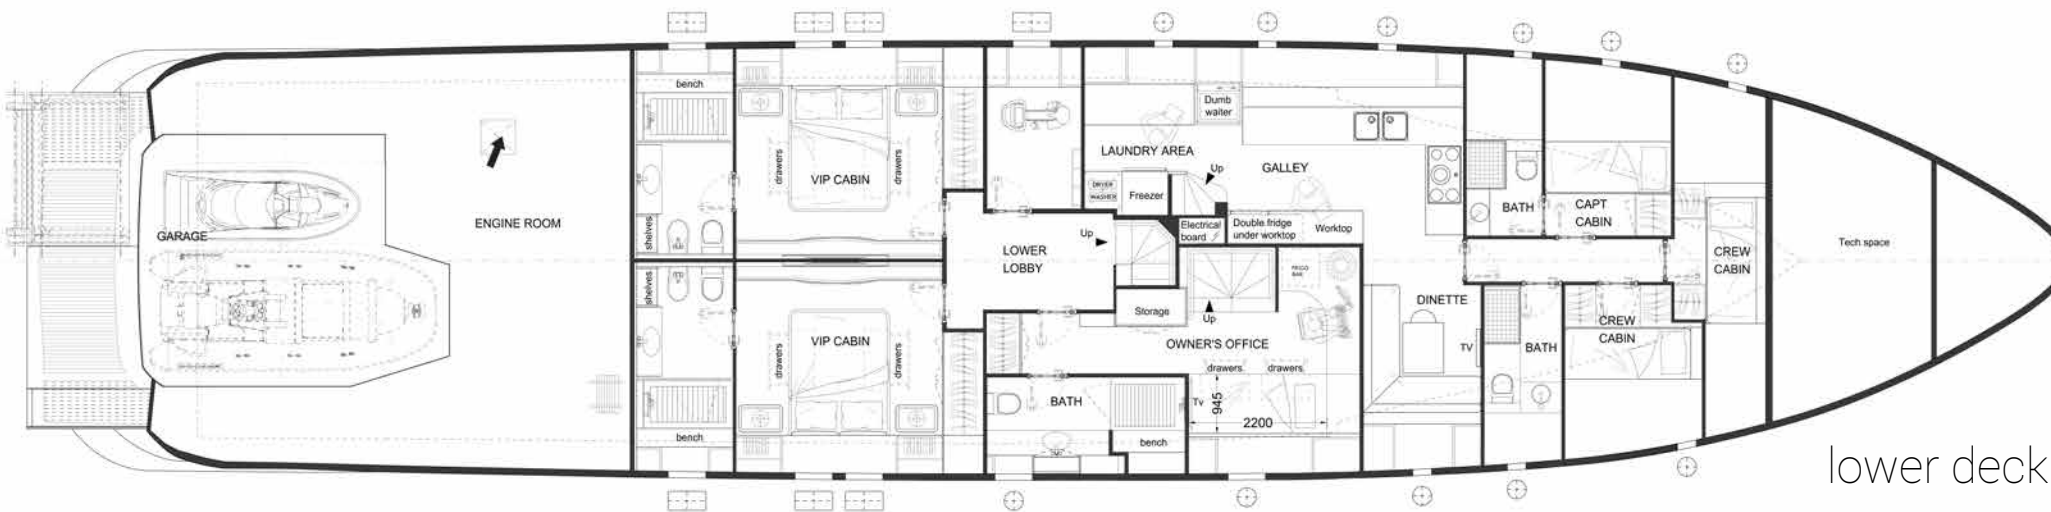 bench
drawers
VIP CABIN
drawers
shelves
ENGINE ROOM
GARAGE
shelves
VIP CABIN
drawers
drawers
bench
LOWER
LOBBY
Up
Dumb
waiter
LAUNDRY AREA
DRYER
WASHER
Freezer
Up
GALLEY
Electrical
board
Double fridge
under worktop
Worktop
Storage
Up
FRIGO
BAR
OWNER'S OFFICE
drawers
drawers
BATH
bench
Tv
945
2200
DINETTE
TV
BATH
CAPT
CABIN
BATH
CREW
CABIN
CREW
CABIN
Tech space
lower deck